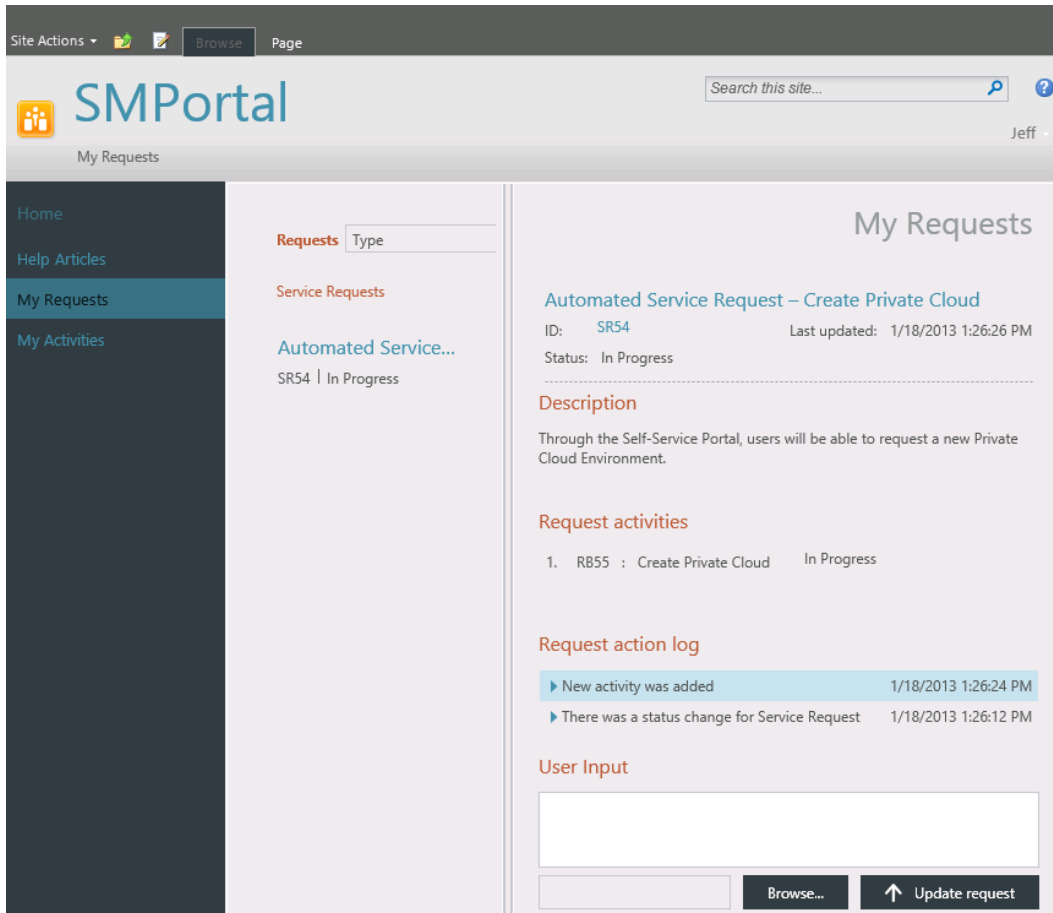 Site Actions Browse Page
SMPortal
Search this site...
Jeff
My Requests
Home
Help Articles
My Requests
My Activities
Requests Type
Service Requests
Automated Service...
SR54 | In Progress
My Requests
Automated Service Request – Create Private Cloud
ID: SR54 Last updated: 1/18/2013 1:26:26 PM
Status: In Progress
Description
Through the Self-Service Portal, users will be able to request a new Private
Cloud Environment.
Request activities
1. RB55 : Create Private Cloud In Progress
Request action log
New activity was added 1/18/2013 1:26:24 PM
There was a status change for Service Request 1/18/2013 1:26:12 PM
User Input
Browse... Update request